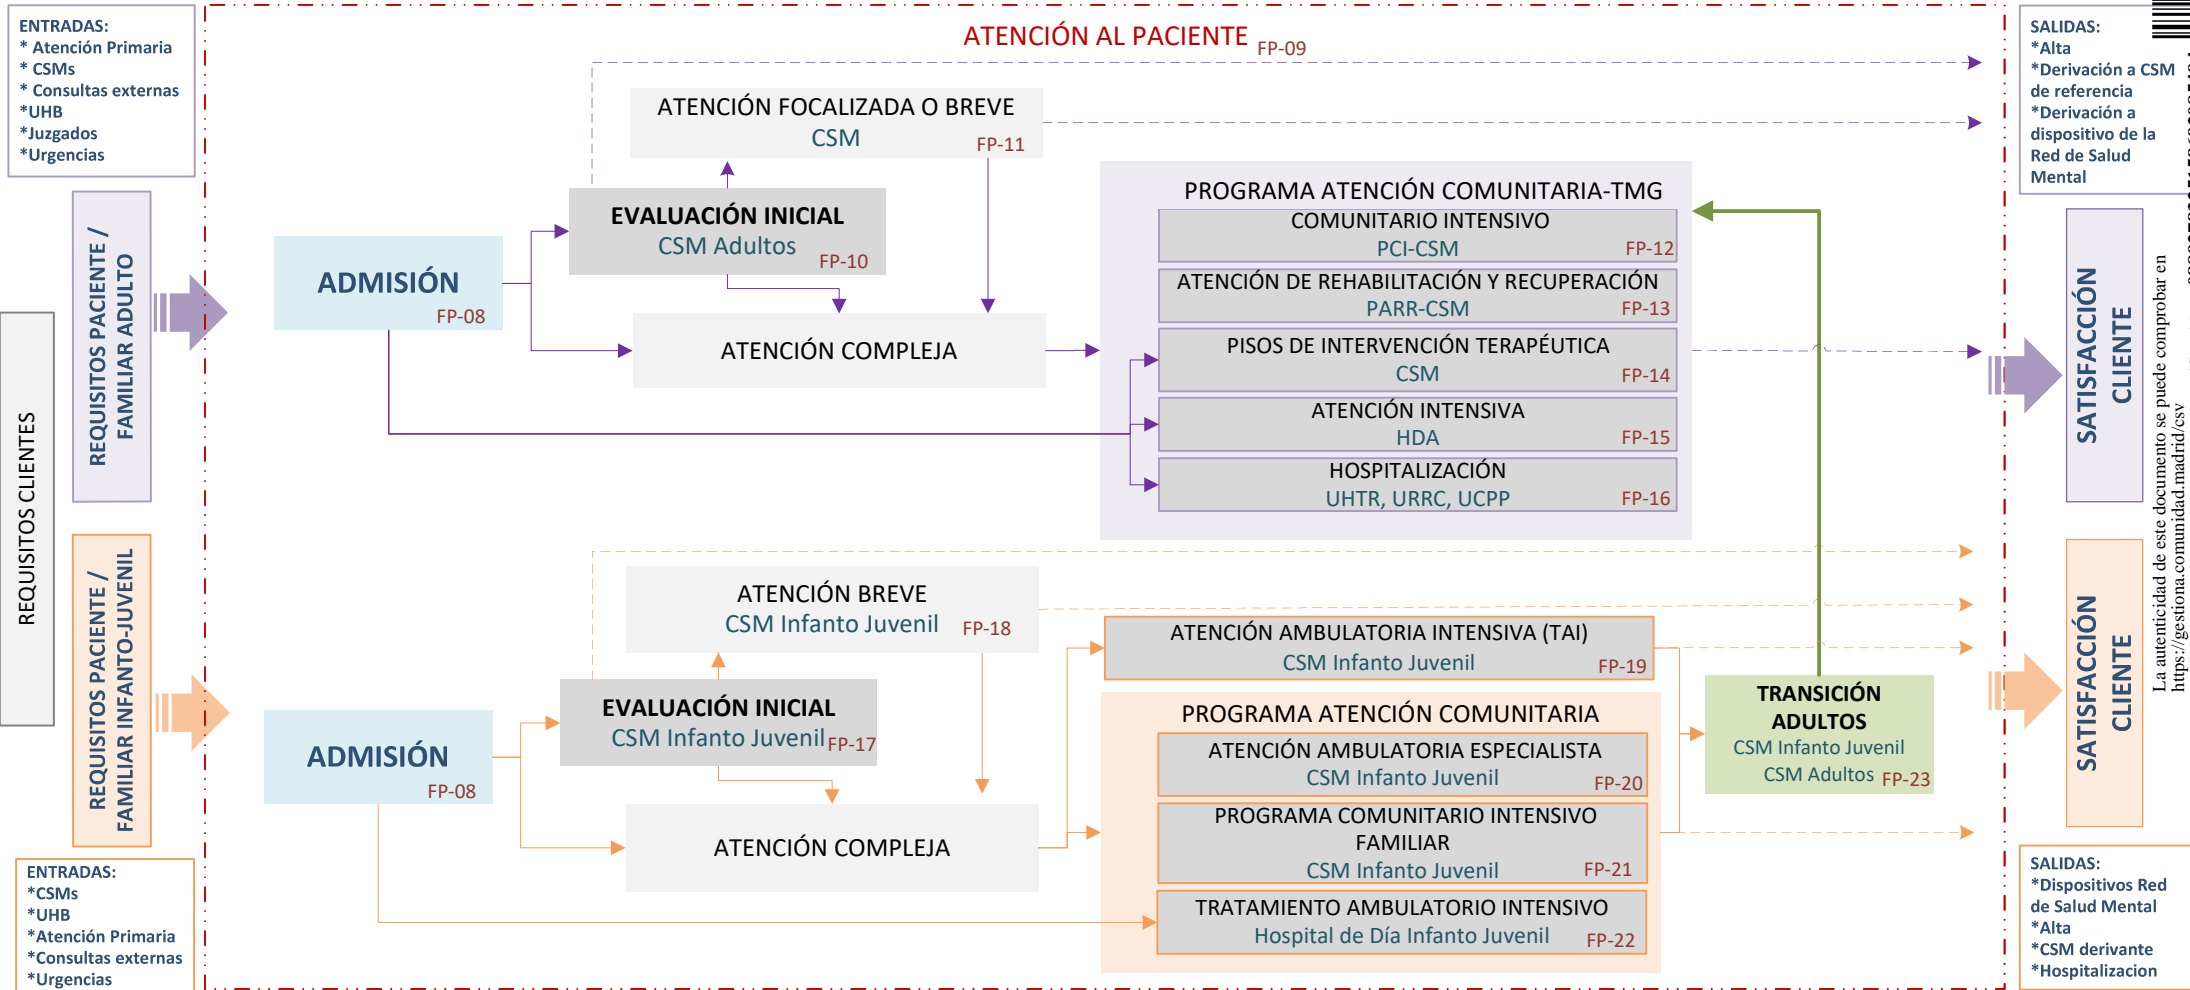 ENTRADAS:
* Atención Primaria
* CSMs
* Consultas externas
*UHB
*Juzgados
*Urgencias
ATENCIÓN AL PACIENTE FP-09
SALIDAS:
*Alta
*Derivación a CSM
de referencia
*Derivación a
dispositivo de la
Red de Salud
Mental
REQUISITOS CLIENTES
REQUISITOS PACIENTE /
FAMILIAR ADULTO
ADMISIÓN
FP-08
ATENCIÓN FOCALIZADA O BREVE
CSM
FP-11
EVALUACIÓN INICIAL
CSM Adultos
FP-10
ATENCIÓN COMPLEJA
PROGRAMA ATENCIÓN COMUNITARIA-TMG
COMUNITARIO INTENSIVO
PCI-CSM
FP-12
ATENCIÓN DE REHABILITACIÓN Y RECUPERACIÓN
PARR-CSM
FP-13
PISOS DE INTERVENCIÓN TERAPÉUTICA
CSM
FP-14
ATENCIÓN INTENSIVA
HDA
FP-15
HOSPITALIZACIÓN
UHTR, URRC, UCPP
FP-16
SATISFACCIÓN
CLIENTE
REQUISITOS PACIENTE /
FAMILIAR INFANTO-JUVENIL
ADMISIÓN
FP-08
ATENCIÓN BREVE
CSM Infanto Juvenil
FP-18
EVALUACIÓN INICIAL
CSM Infanto Juvenil
FP-17
ATENCIÓN COMPLEJA
ATENCIÓN AMBULATORIA INTENSIVA (TAI)
CSM Infanto Juvenil
FP-19
PROGRAMA ATENCIÓN COMUNITARIA
ATENCIÓN AMBULATORIA ESPECIALISTA
CSM Infanto Juvenil
FP-20
PROGRAMA COMUNITARIO INTENSIVO
FAMILIAR
CSM Infanto Juvenil
FP-21
TRATAMIENTO AMBULATORIO INTENSIVO
Hospital de Día Infanto Juvenil
FP-22
TRANSICIÓN
ADULTOS
CSM Infanto Juvenil
CSM Adultos
FP-23
SATISFACCIÓN
CLIENTE
ENTRADAS:
*CSMs
*UHB
*Atención Primaria
*Consultas externas
*Urgencias
SALIDAS:
*Dispositivos Red
de Salud Mental
*Alta
*CSM derivante
*Hospitalizacion
La autenticidad de este documento se puede comprobar en
https://gestiona.comunidad.madrid/csv